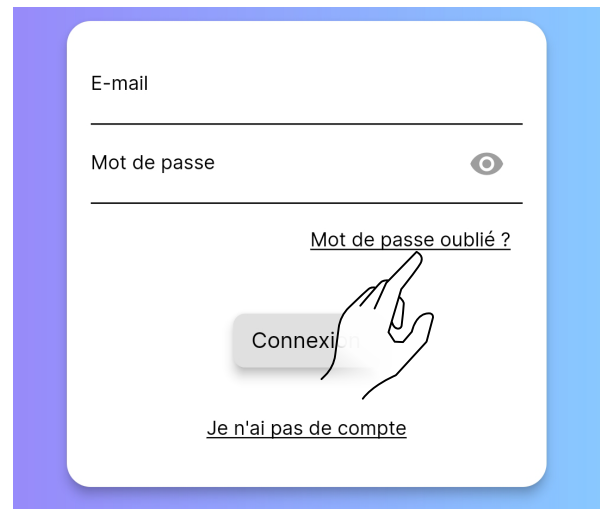 E-mail
Mot de passe
Mot de passe oublié ?
Connexion
Je n'ai pas de compte